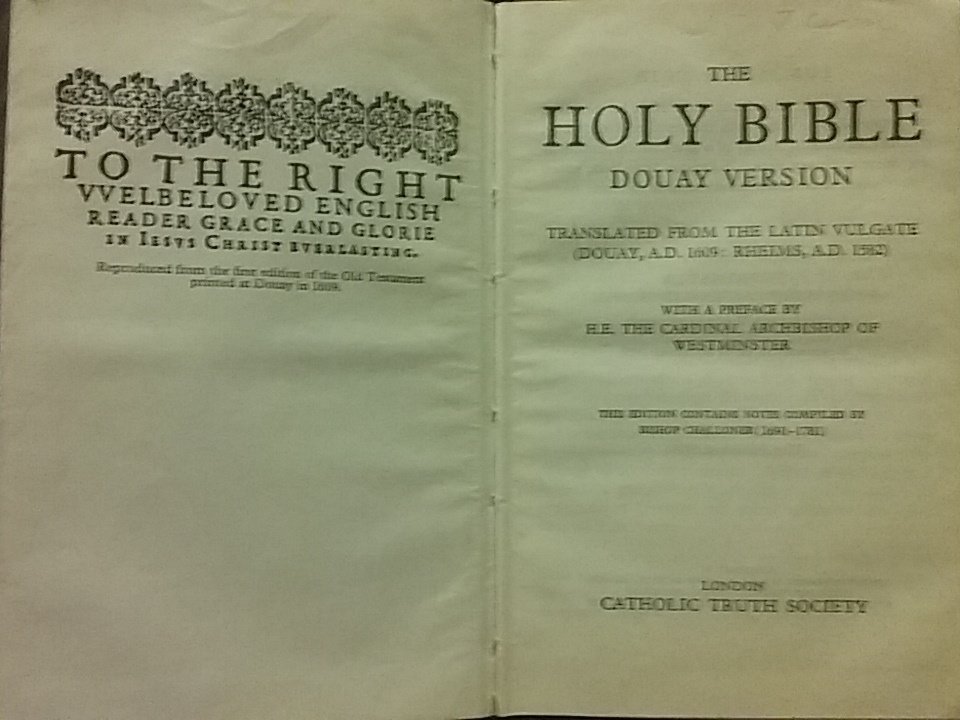 TO THE RIGHT
VVELBELOVED ENGLISH
READER GRACE AND GLORIE
IN IESVS CHRIST EVERLASTING.
Reproduced from the first edition of the Old Testament
printed at Douay in 1609.
THE
HOLY BIBLE
DOUAY VERSION
TRANSLATED FROM THE LATIN VULGATE
(DOUAY, A.D. 1609: RHEIMS, A.D. 1582)
WITH A PREFACE BY
H.E. THE CARDINAL ARCHBISHOP OF
WESTMINSTER
THIS EDITION CONTAINS NOTES COMPILED BY
BISHOP CHALLONER (1691-1781)
LONDON
CATHOLIC TRUTH SOCIETY